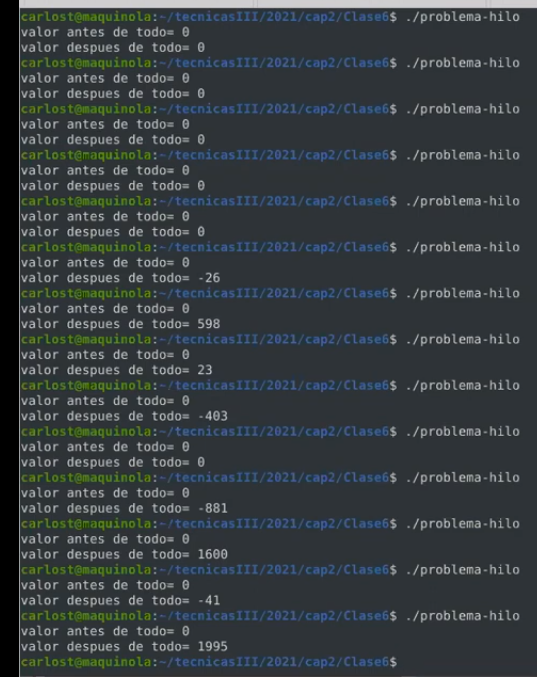 carlost@maquinola:~/tecnicasIII/2021/cap2/Clase6$ ./problema-hilo
valor antes de todo= 0
valor despues de todo= 0
carlost@maquinola:~/tecnicasIII/2021/cap2/Clase6$ ./problema-hilo
valor antes de todo= 0
valor despues de todo= 0
carlost@maquinola:~/tecnicasIII/2021/cap2/Clase6$ ./problema-hilo
valor antes de todo= 0
valor despues de todo= 0
carlost@maquinola:~/tecnicasIII/2021/cap2/Clase6$ ./problema-hilo
valor antes de todo= 0
valor despues de todo= 0
carlost@maquinola:~/tecnicasIII/2021/cap2/Clase6$ ./problema-hilo
valor antes de todo= 0
valor despues de todo= 0
carlost@maquinola:~/tecnicasIII/2021/cap2/Clase6$ ./problema-hilo
valor antes de todo= 0
valor despues de todo= -26
carlost@maquinola:~/tecnicasIII/2021/cap2/Clase6$ ./problema-hilo
valor antes de todo= 0
valor despues de todo= 598
carlost@maquinola:~/tecnicasIII/2021/cap2/Clase6$ ./problema-hilo
valor antes de todo= 0
valor despues de todo= 23
carlost@maquinola:~/tecnicasIII/2021/cap2/Clase6$ ./problema-hilo
valor antes de todo= 0
valor despues de todo= -403
carlost@maquinola:~/tecnicasIII/2021/cap2/Clase6$ ./problema-hilo
valor antes de todo= 0
valor despues de todo= 0
carlost@maquinola:~/tecnicasIII/2021/cap2/Clase6$ ./problema-hilo
valor antes de todo= 0
valor despues de todo= -881
carlost@maquinola:~/tecnicasIII/2021/cap2/Clase6$ ./problema-hilo
valor antes de todo= 0
valor despues de todo= 1600
carlost@maquinola:~/tecnicasIII/2021/cap2/Clase6$ ./problema-hilo
valor antes de todo= 0
valor despues de todo= -41
carlost@maquinola:~/tecnicasIII/2021/cap2/Clase6$ ./problema-hilo
valor antes de todo= 0
valor despues de todo= 1995
carlost@maquinola:~/tecnicasIII/2021/cap2/Clase6$